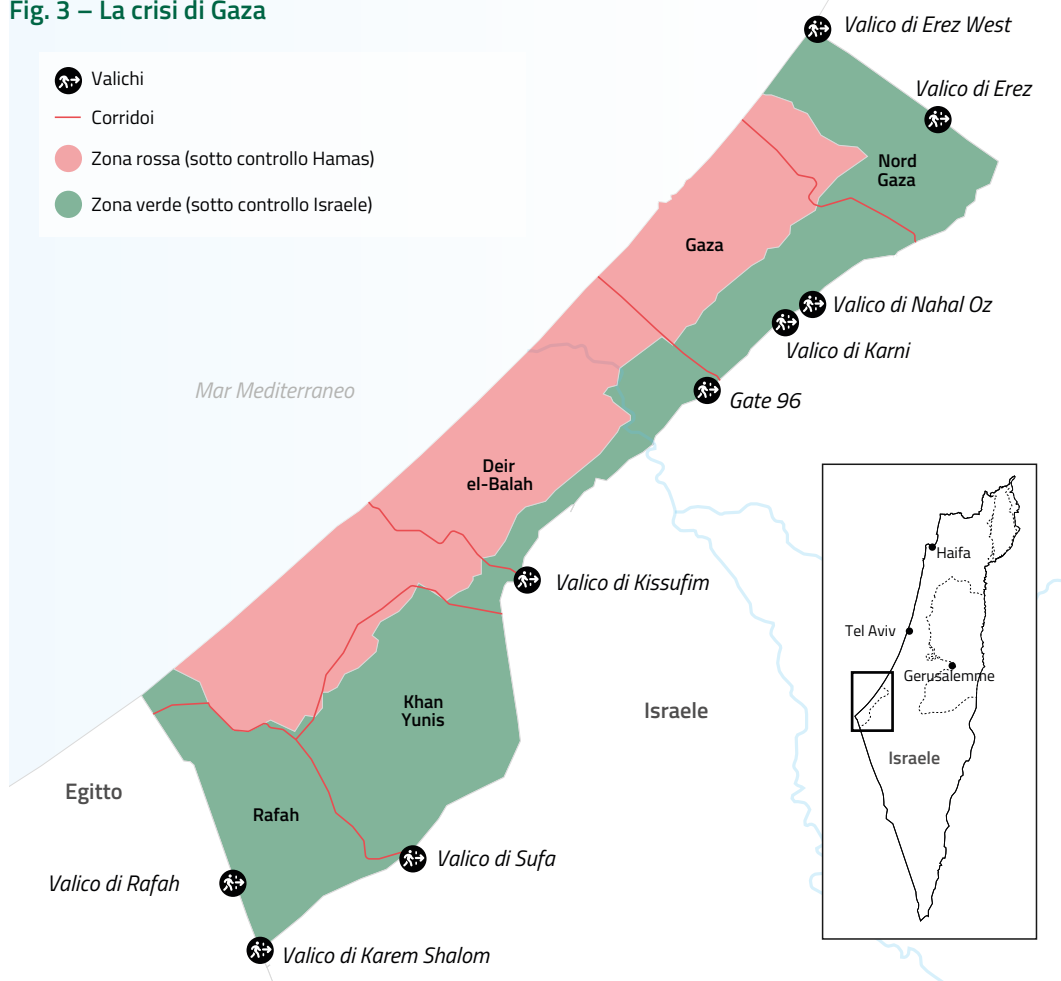 Fig. 3 – La crisi di Gaza
Valichi
Corridoi
Zona rossa (sotto controllo Hamas)
Zona verde (sotto controllo Israele)
Valico di Erez West
Valico di Erez
Nord
Gaza
Gaza
Valico di Nahal Oz
Valico di Karni
Mar Mediterraneo
Gate 96
Deir
el-Balah
Valico di Kissufim
Khan
Yunis
Israele
Egitto
Rafah
Valico di Sufa
Valico di Rafah
Valico di Karem Shalom
Haifa
Tel Aviv
Gerusalemme
Israele